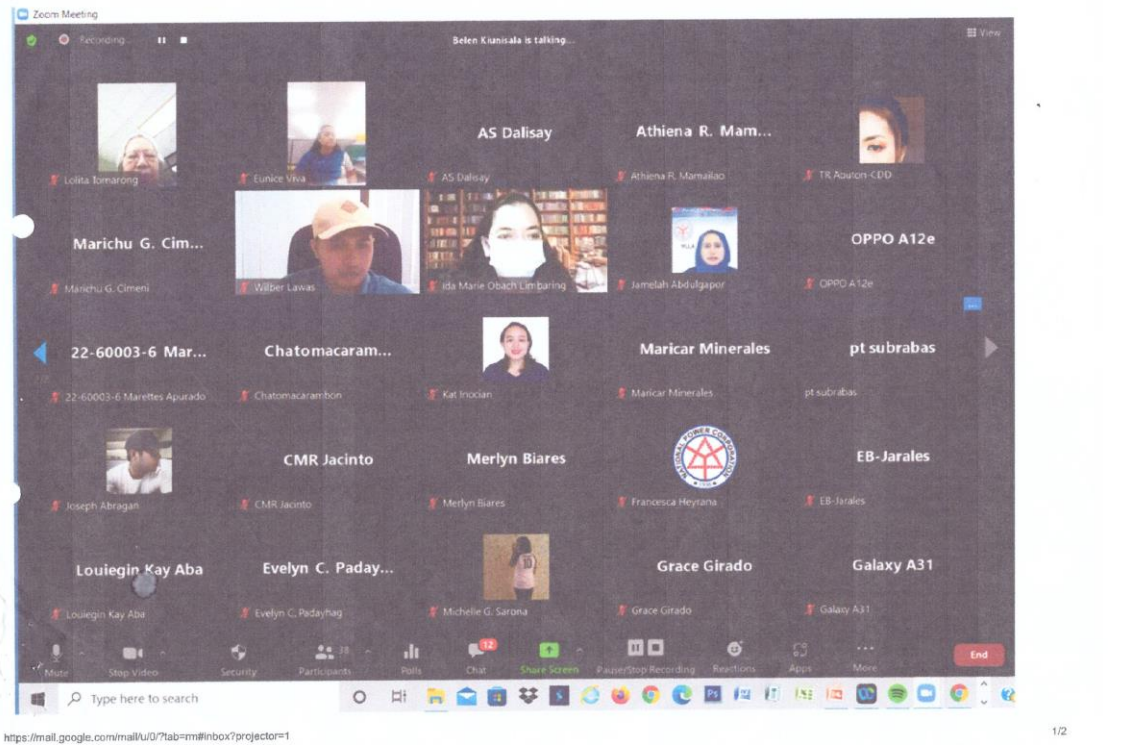 Zoom Meeting
Recording...
Belen Kiunisala is talking...
View
AS Dalisay
Athiena R. Mam...
Lolita Tomarong
Eunice Viva
AS Dalisay
Athiena R. Mamailao
TR Abuton-CDD
Marichu G. Cim...
OPPO A12e
Marichu G. Cimeni
Wilber Lawas
Ida Marie Obach Limbaring
Jamelah Abdulgapor
OPPO A12e
22-60003-6 Mar...
Chatomacaram...
Maricar Minerales
pt subrabas
22-60003-6 Marettes Apurado
Chatomacarambon
Kat Inocian
Maricar Minerales
pt subrabas
NATIONAL POWER CORPORATION
CMR Jacinto
Merlyn Biares
EB-Jarales
Joseph Abragan
CMR Jacinto
Merlyn Biares
Francesca Heyrana
EB-Jarales
Louiegin Kay Aba
Evelyn C. Paday...
Grace Girado
Galaxy A31
Louiegin Kay Aba
Evelyn C. Padayhag
Michelle G. Sarona
Grace Girado
Galaxy A31
38
12
Mute
Stop Video
Security
Participants
Polls
Chat
Share Screen
Pause/Stop Recording
Reactions
Apps
More
End
Type here to search
Ps
https://mail.google.com/mail/u/0/?tab=rm#inbox?projector=1
1/2